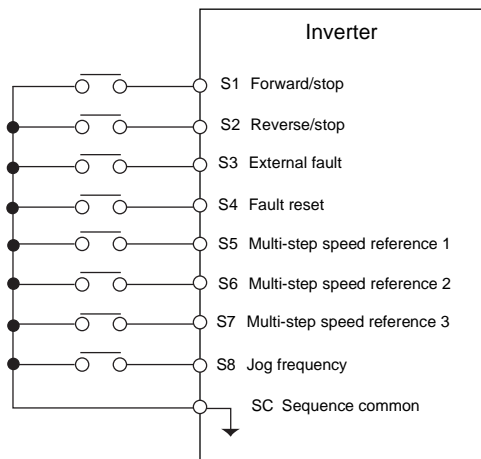 Inverter
S1 Forward/stop
S2 Reverse/stop
S3 External fault
S4 Fault reset
S5 Multi-step speed reference 1
S6 Multi-step speed reference 2
S7 Multi-step speed reference 3
S8 Jog frequency
SC Sequence common